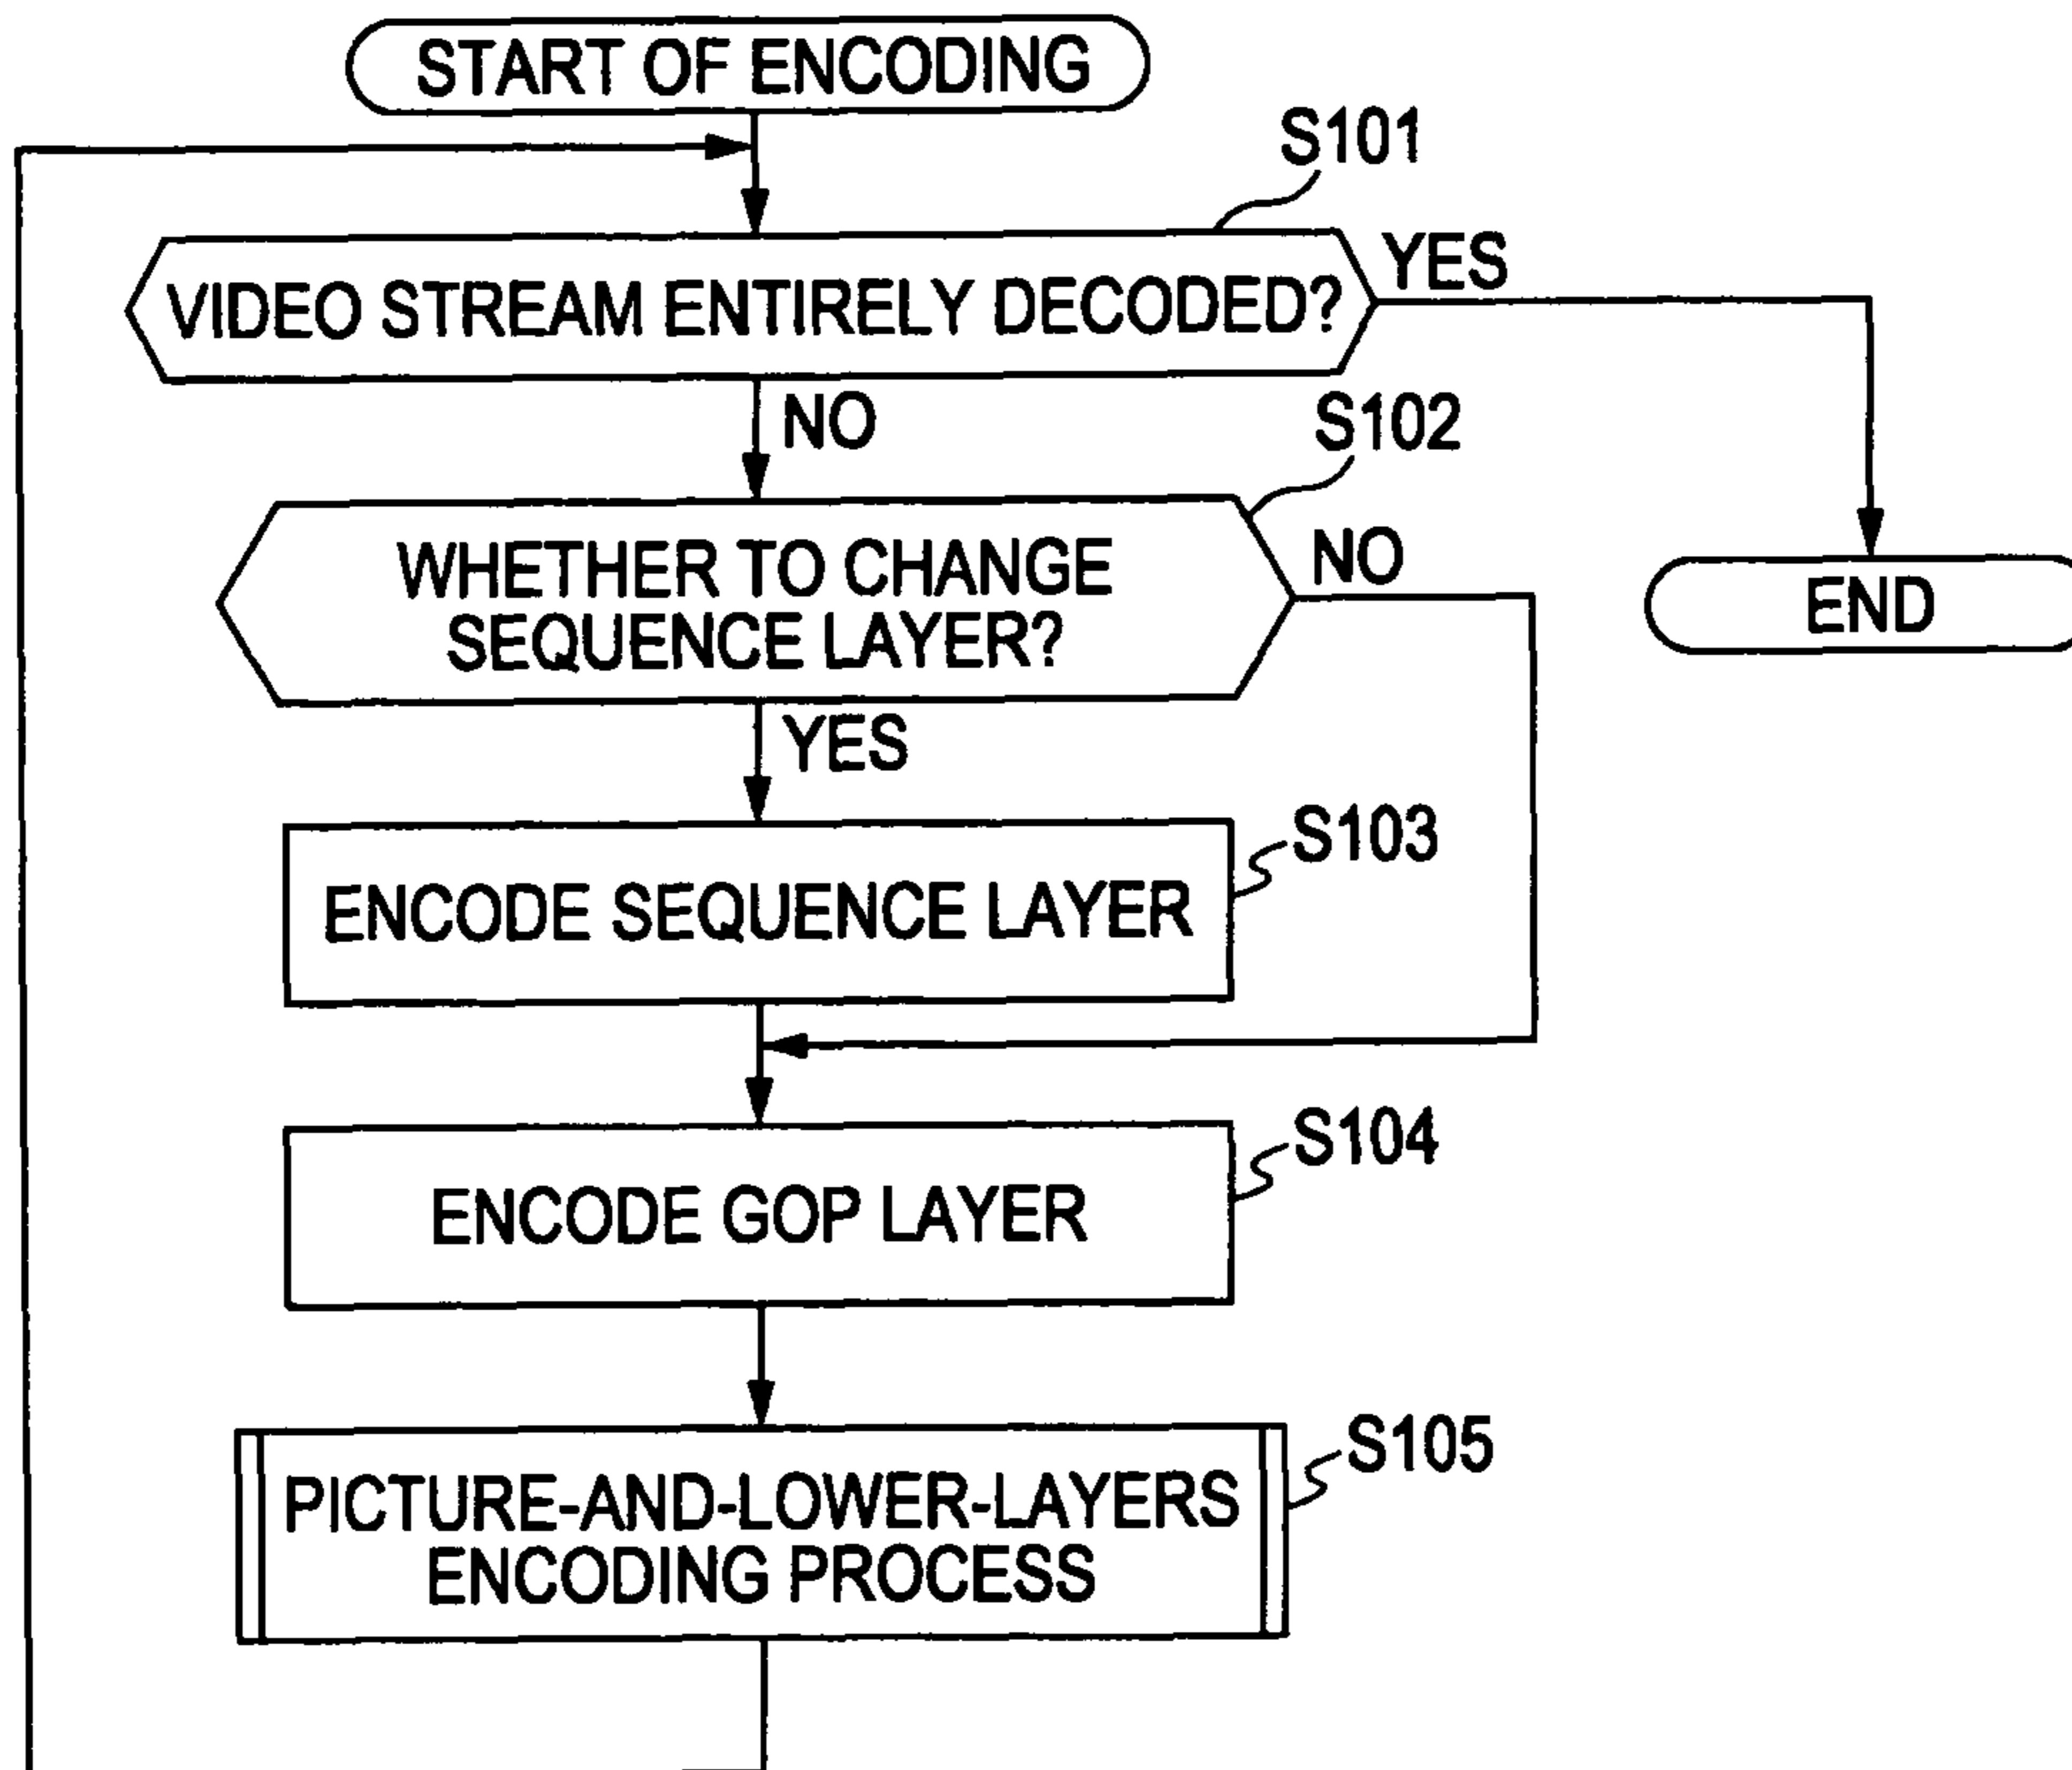 START OF ENCODING
S101
VIDEO STREAM ENTIRELY DECODED?
YES
NO
S102
WHETHER TO CHANGE
SEQUENCE LAYER?
NO
END
YES
S103
ENCODE SEQUENCE LAYER
S104
ENCODE GOP LAYER
S105
PICTURE-AND-LOWER-LAYERS
ENCODING PROCESS